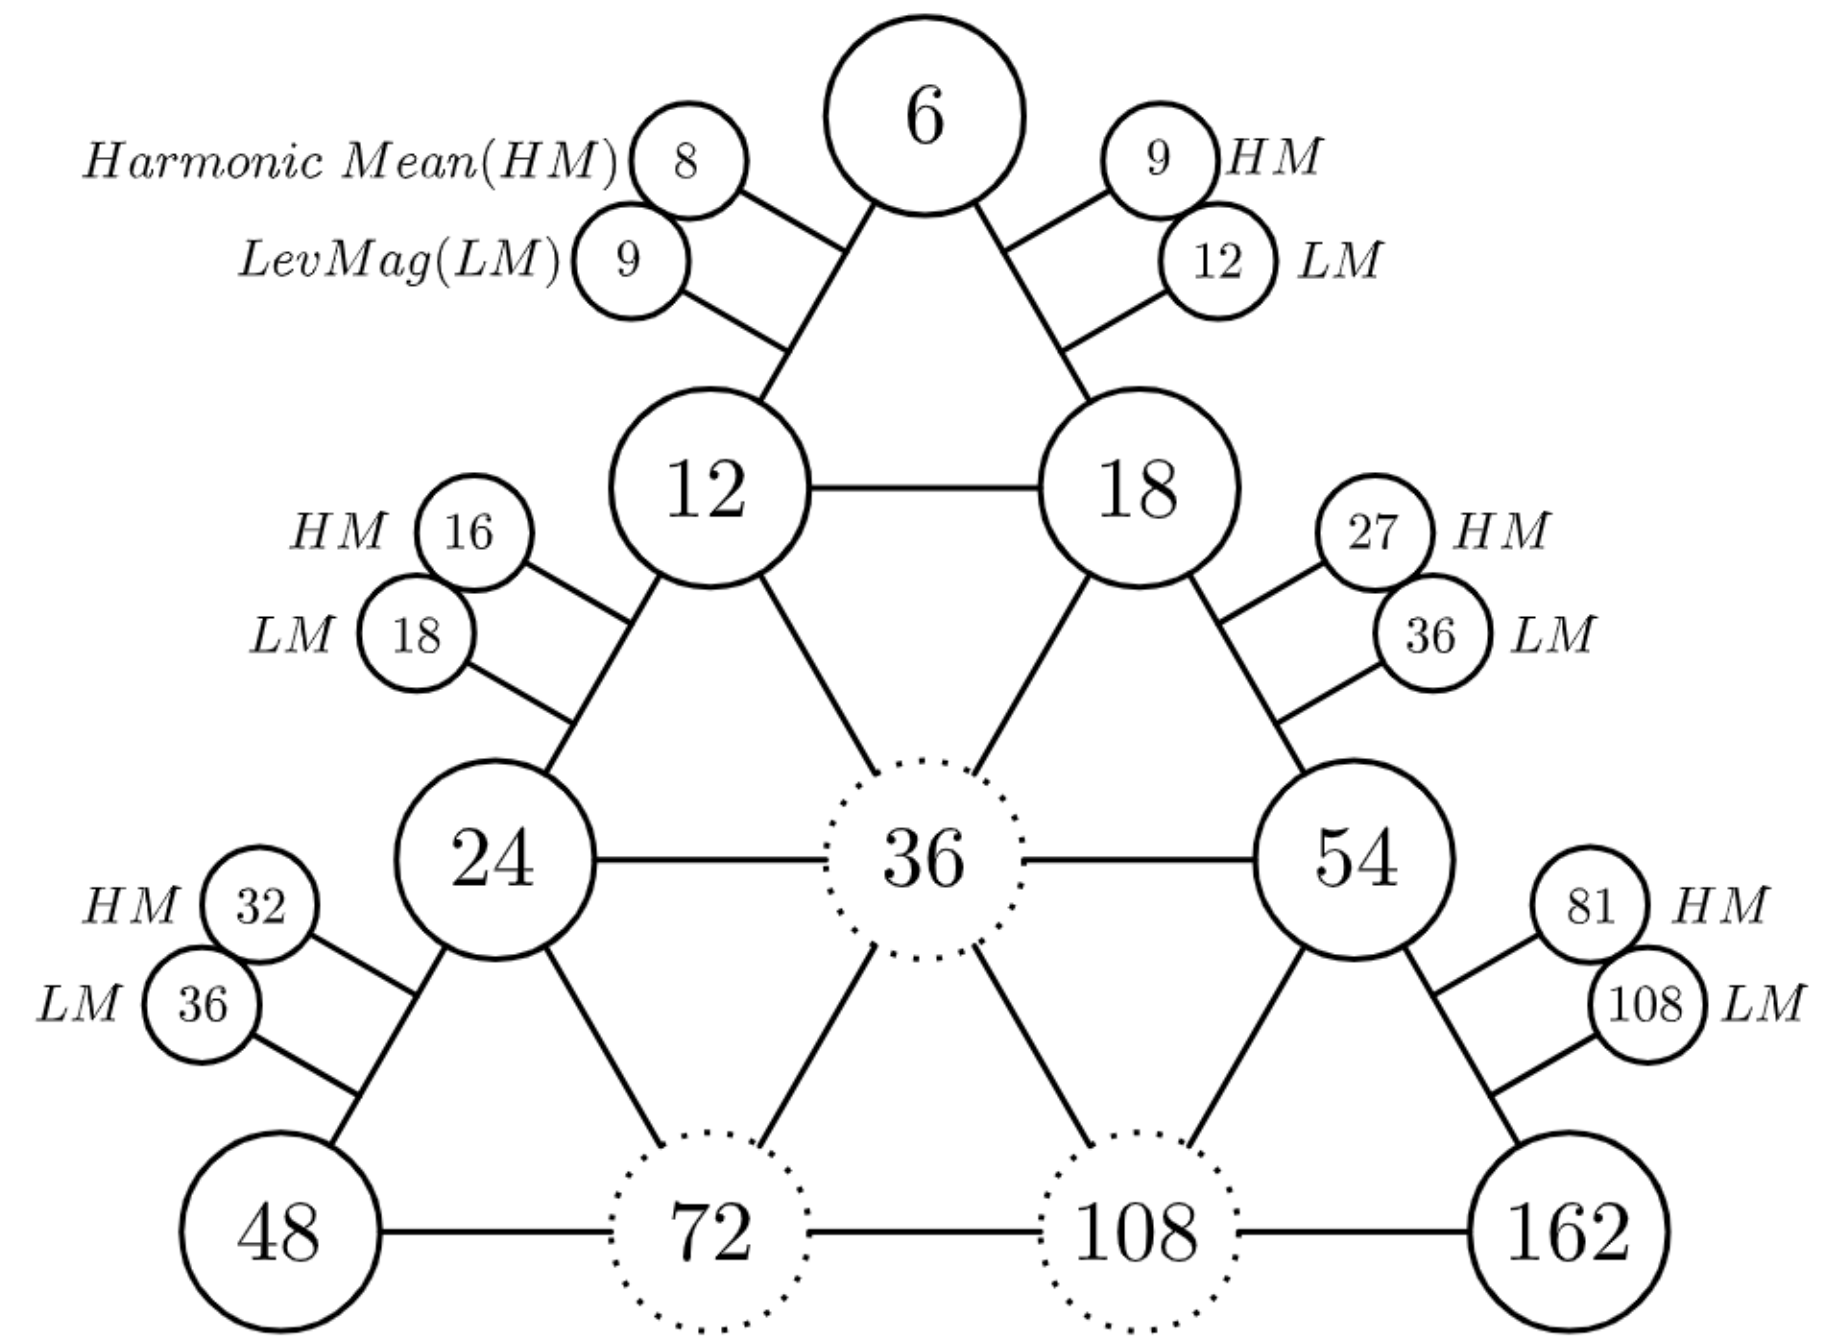 6
Harmonic Mean(HM) 8 9 HM
LevMag(LM) 9 12 LM
12 18
HM 16 27 HM
LM 18 36 LM
24 36 54
HM 32 81 HM
LM 36 108 LM
48 72 108 162